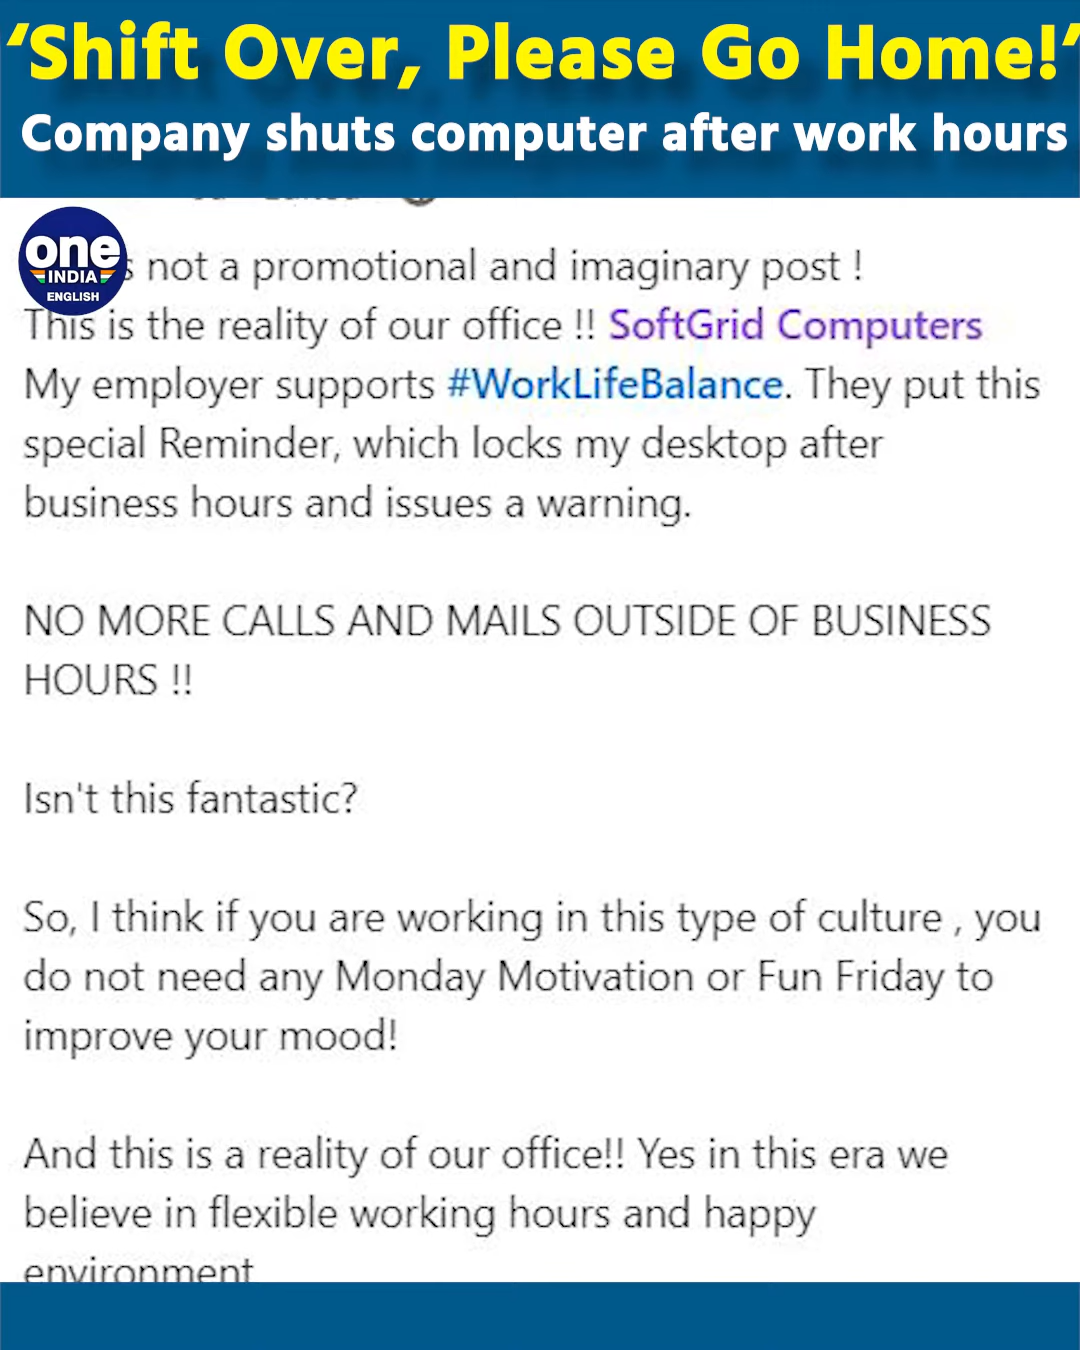 ‘Shift Over, Please Go Home!’
Company shuts computer after work hours
one
INDIA
ENGLISH
s not a promotional and imaginary post !
This is the reality of our office !! SoftGrid Computers
My employer supports #WorkLifeBalance. They put this
special Reminder, which locks my desktop after
business hours and issues a warning.
NO MORE CALLS AND MAILS OUTSIDE OF BUSINESS
HOURS !!
Isn't this fantastic?
So, I think if you are working in this type of culture , you
do not need any Monday Motivation or Fun Friday to
improve your mood!
And this is a reality of our office!! Yes in this era we
believe in flexible working hours and happy
environment